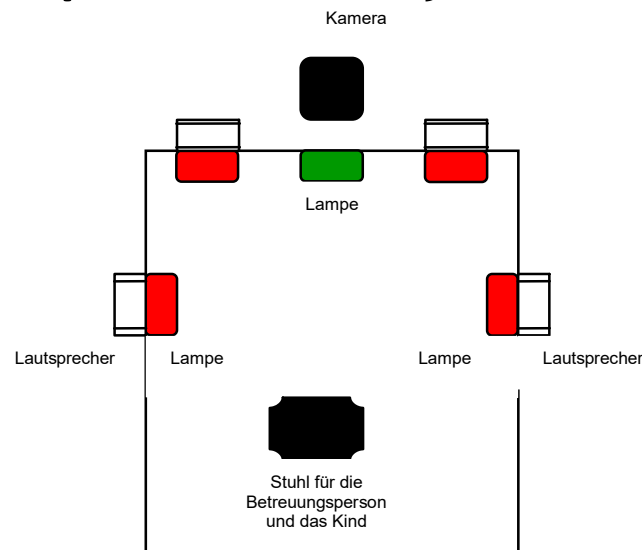 Kamera
Lampe
Lautsprecher Lampe Lampe Lautsprecher
Stuhl für die
Betreuungsperson
und das Kind